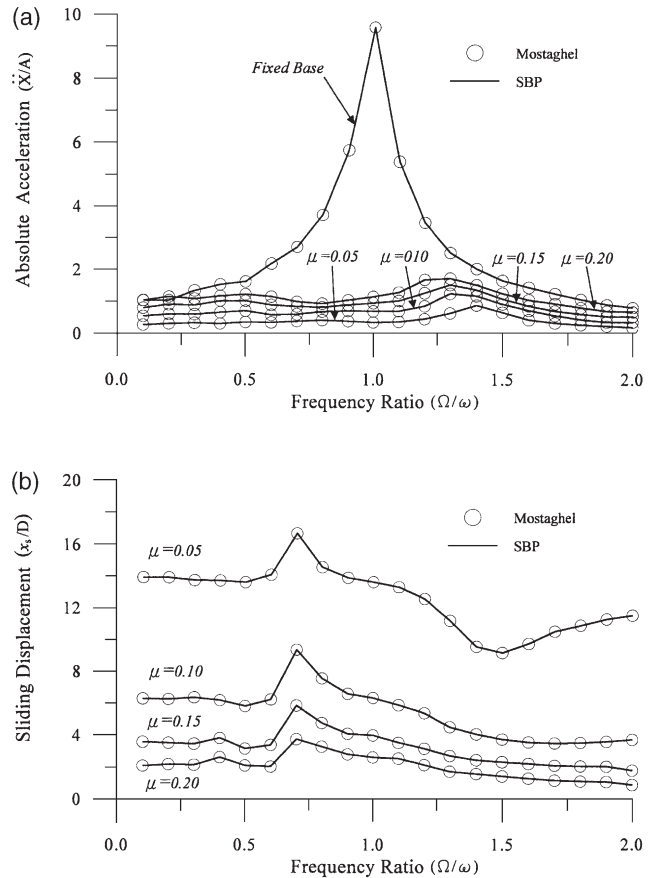 (a)
Absolute Acceleration (Ẍ/A)
10
8
6
4
2
0
Fixed Base
Mostaghel
SBP
μ=0.05
μ=010
μ=0.15
μ=0.20
0.0
0.5
1.0
1.5
2.0
Frequency Ratio (Ω/ω)
(b)
Sliding Displacement (xs/D)
20
16
12
8
4
0
Mostaghel
SBP
μ=0.05
μ=0.10
μ=0.15
μ=0.20
0.0
0.5
1.0
1.5
2.0
Frequency Ratio (Ω/ω)